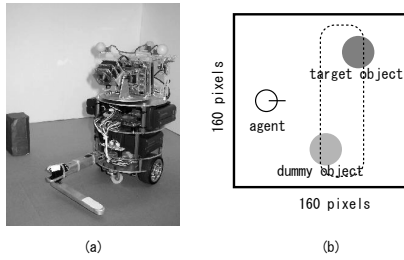 target object
agent
dummy object
160 pixels
160 pixels
(a)
(b)